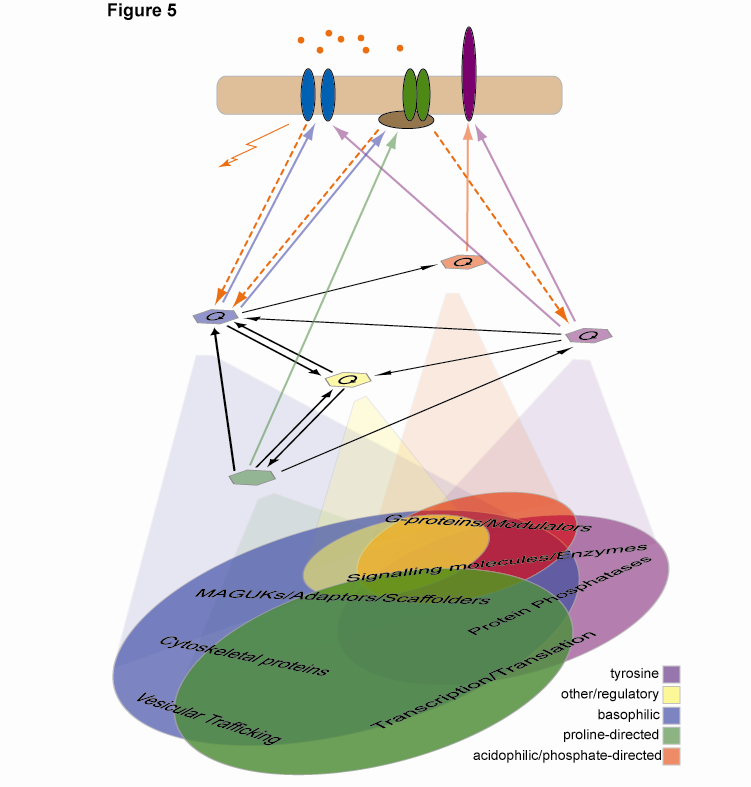 Figure 5
Q
Q
Q
Q
G-proteins/Modulators
Signalling molecules/Enzymes
MAGUKs/Adaptors/Scaffolders
Protein Phosphatases
Cytoskeletal proteins
Transcription/Translation
Vesicular Trafficking
tyrosine
other/regulatory
basophilic
proline-directed
acidophilic/phosphate-directed